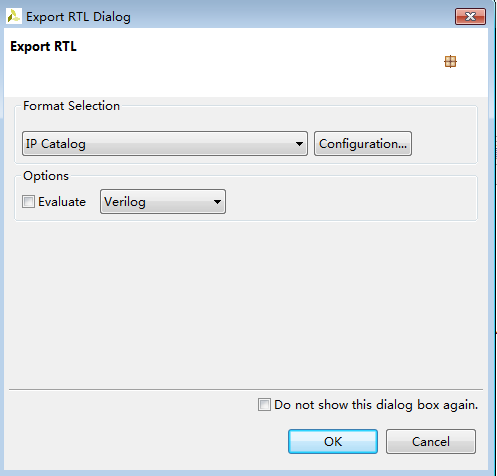 Export RTL Dialog
Export RTL
Format Selection
IP Catalog
Configuration...
Options
Evaluate
Verilog
Do not show this dialog box again.
OK
Cancel